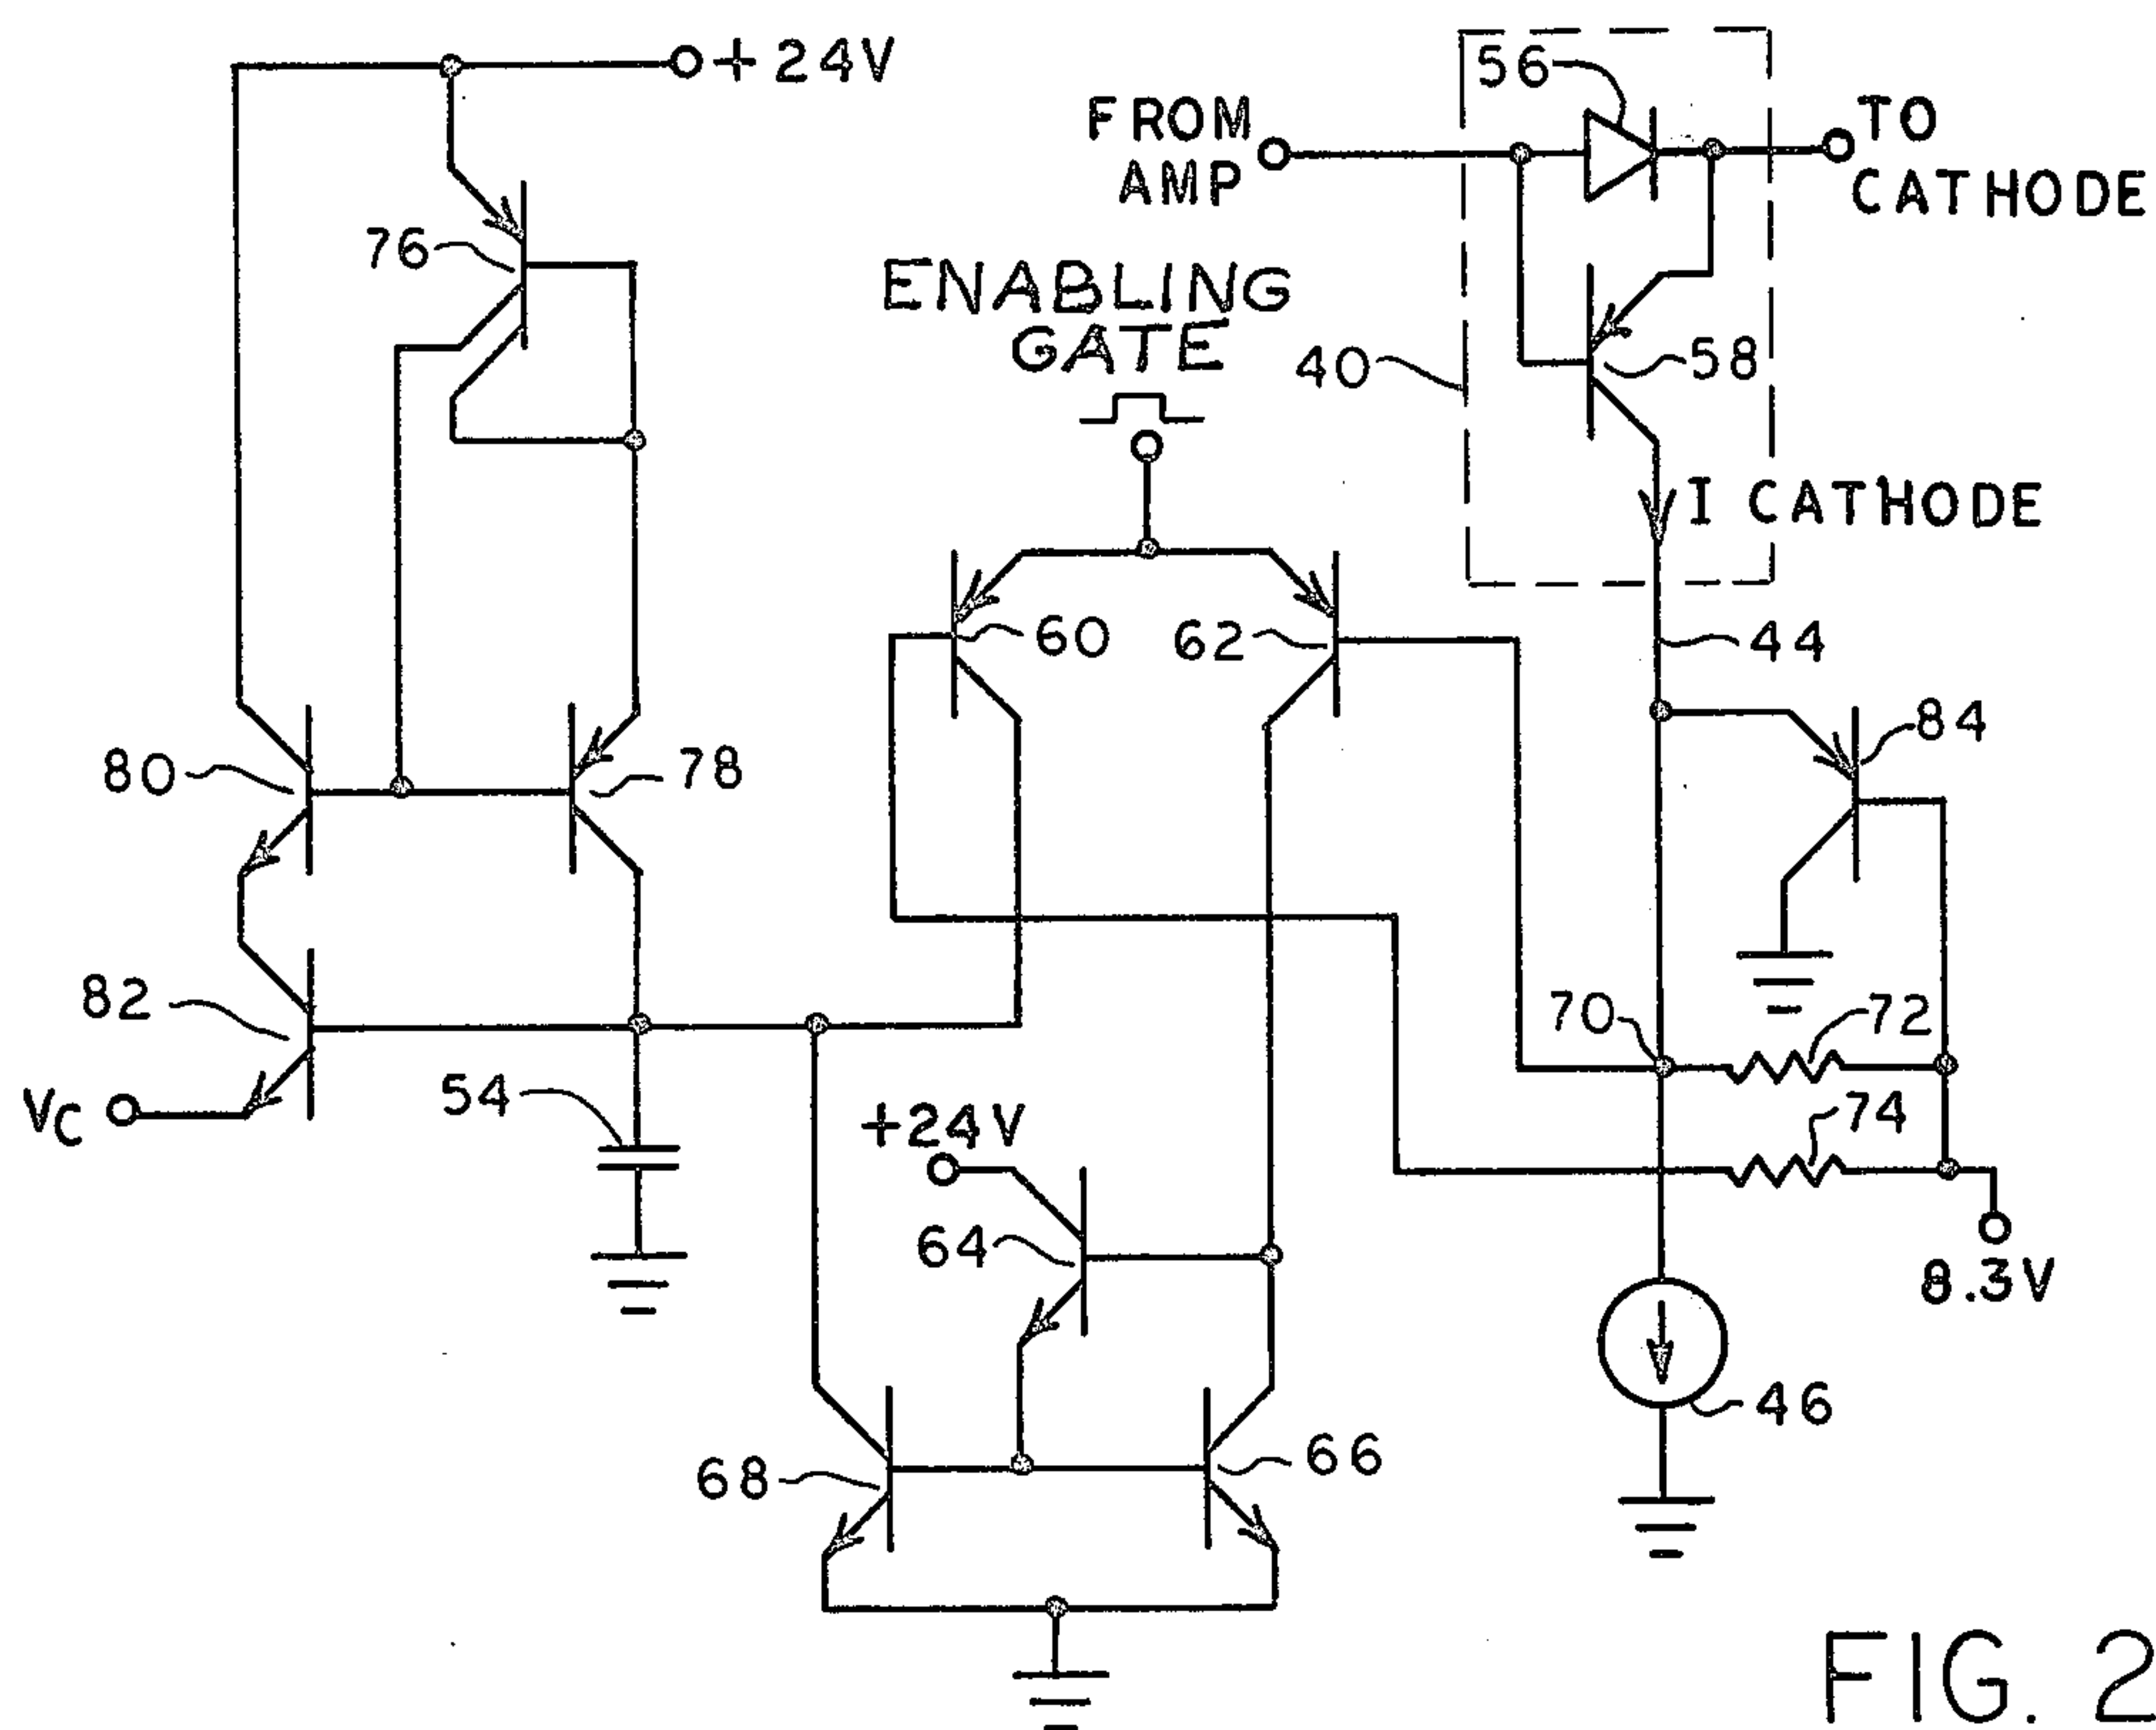 +24V
56
FROM
AMP
TO
CATHODE
76
ENABLING
GATE
40
58
I CATHODE
60
62
44
84
80
78
82
70
72
54
74
VC
+24V
64
8.3V
46
68
66
FIG. 2